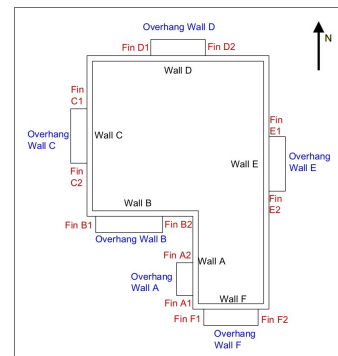 Overhang Wall D
N
Fin D1
Fin D2
Wall D
Fin
C1
Fin
E1
Overhang
Wall C
Wall C
Overhang
Wall E
Wall E
Fin
C2
Fin
E2
Wall B
Fin B1
Fin B2
Overhang Wall B
Fin A2
Wall A
Overhang
Wall A
Fin A1
Wall F
Fin F1
Fin F2
Overhang
Wall F